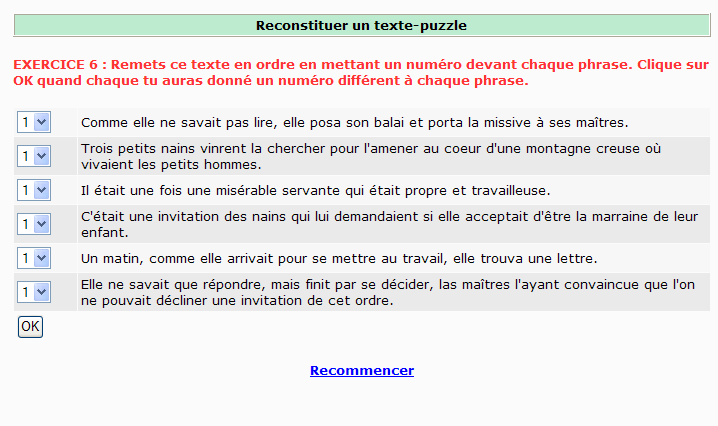 Reconstituer un texte-puzzle
EXERCICE 6 : Remets ce texte en ordre en mettant un numéro devant chaque phrase. Clique sur
OK quand chaque tu auras donné un numéro différent à chaque phrase.
1 Comme elle ne savait pas lire, elle posa son balai et porta la missive à ses maîtres.
1 Trois petits nains vinrent la chercher pour l'amener au coeur d'une montagne creuse où
vivaient les petits hommes.
1 Il était une fois une misérable servante qui était propre et travailleuse.
1 C'était une invitation des nains qui lui demandaient si elle acceptait d'être la marraine de leur
enfant.
1 Un matin, comme elle arrivait pour se mettre au travail, elle trouva une lettre.
1 Elle ne savait que répondre, mais finit par se décider, las maîtres l'ayant convaincue que l'on
ne pouvait décliner une invitation de cet ordre.
OK
Recommencer